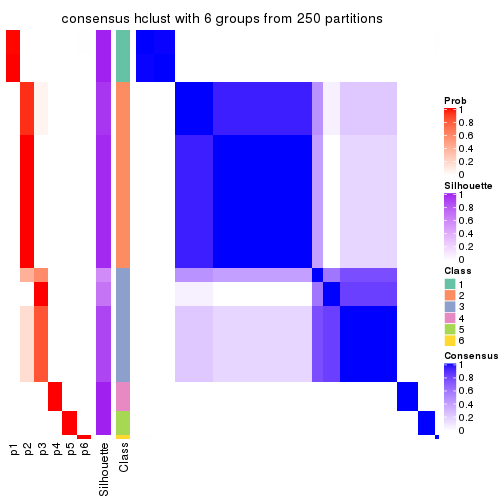 consensus hclust with 6 groups from 250 partitions
Prob
1
0.8
0.6
0.4
0.2
0
Silhouette
1
0.8
0.6
0.4
0.2
0
Class
1
2
3
4
5
6
Consensus
1
0.8
0.6
0.4
0.2
0
p1
p2
p3
p4
p5
p6
Silhouette
Class